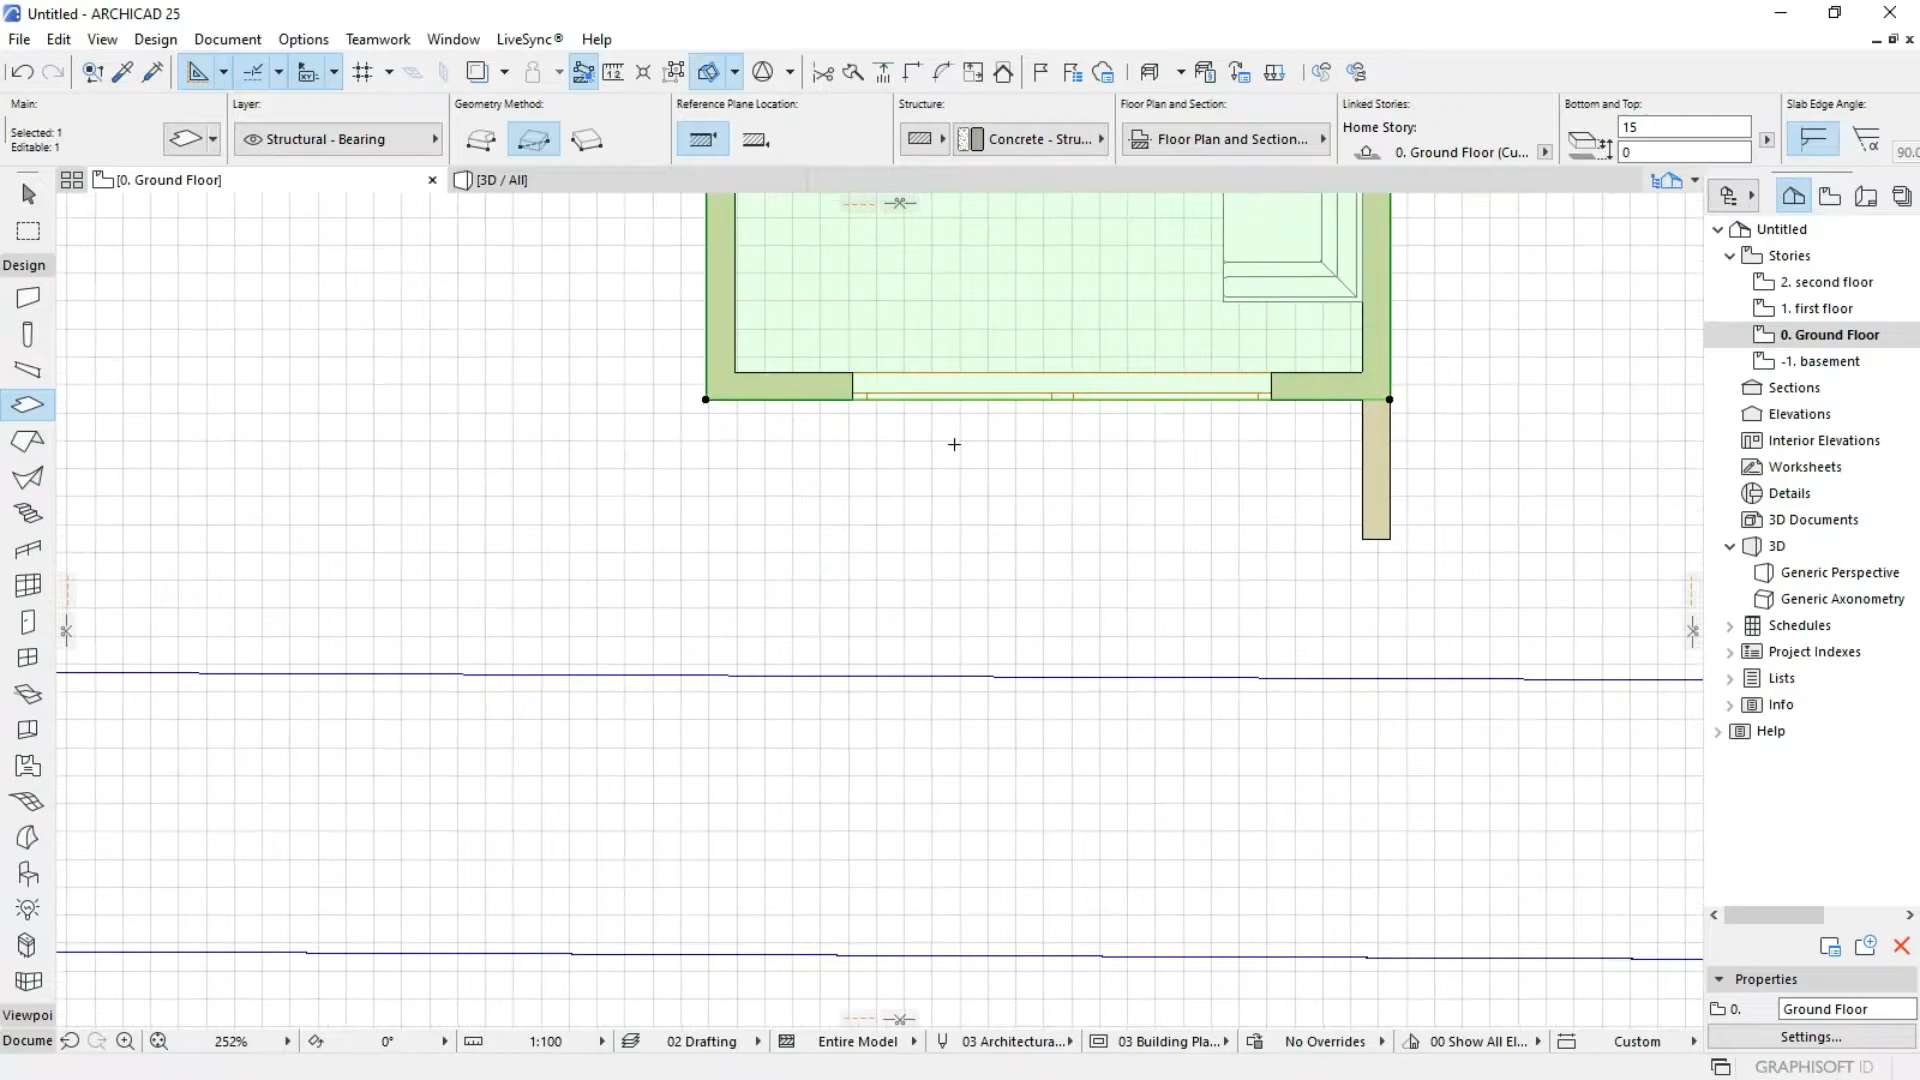 Untitled - ARCHICAD 25
File Edit View Design Document Options Teamwork Window LiveSync® Help
Main:
Selected: 1
Editable: 1
Layer:
Structural - Bearing
Geometry Method:
Reference Plane Location:
Structure:
Concrete - Stru...
Floor Plan and Section:
Floor Plan and Section...
Linked Stories:
Home Story:
0. Ground Floor (Cu...
Bottom and Top:
15
0
Slab Edge Angle:
90.0
[0. Ground Floor]
[3D / All]
Design
Viewpoi
Docume
Untitled
Stories
2. second floor
1. first floor
0. Ground Floor
-1. basement
Sections
Elevations
Interior Elevations
Worksheets
Details
3D Documents
3D
Generic Perspective
Generic Axonometry
Schedules
Project Indexes
Lists
Info
Help
Properties
0.
Ground Floor
Settings...
252%
0°
1:100
02 Drafting
Entire Model
03 Architectura...
03 Building Pla...
No Overrides
00 Show All El...
Custom
GRAPHISOFT ID